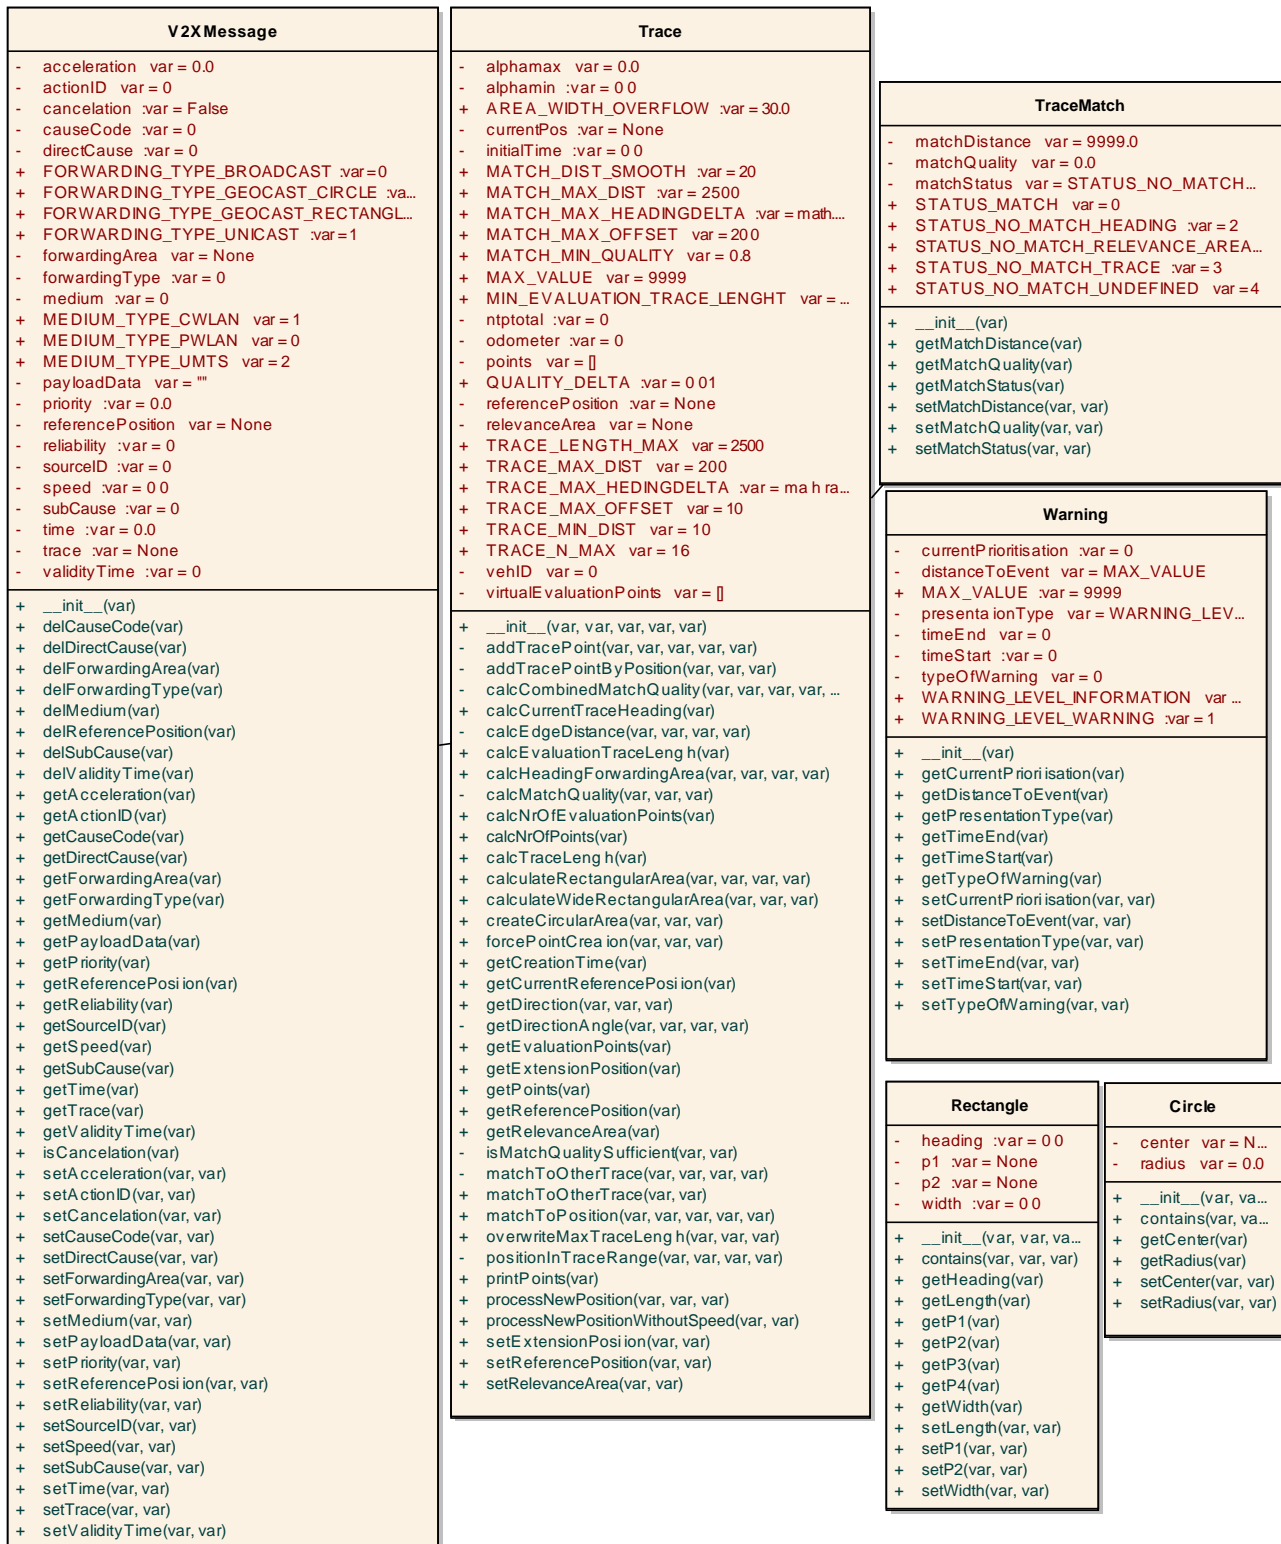 V2XMessage
- acceleration var = 0.0
- actionID var = 0
- cancelation :var = False
- causeCode :var = 0
- directCause :var = 0
+ FORWARDING_TYPE_BROADCAST :var = 0
+ FORWARDING_TYPE_GEOCAST_CIRCLE :va...
+ FORWARDING_TYPE_GEOCAST_RECTANGL...
+ FORWARDING_TYPE_UNICAST :var = 1
- forwardingArea var = None
- forwardingType :var = 0
- medium :var = 0
+ MEDIUM_TYPE_CWLAN var = 1
+ MEDIUM_TYPE_PWLAN var = 0
+ MEDIUM_TYPE_UMTS var = 2
- payloadData var = ""
- priority :var = 0.0
- referencePosition var = None
- reliability :var = 0
- sourceID :var = 0
- speed :var = 0 0
- subCause :var = 0
- time :var = 0.0
- trace :var = None
- validityTime :var = 0
+ __init__(var)
+ delCauseCode(var)
+ delDirectCause(var)
+ delForwardingArea(var)
+ delForwardingType(var)
+ delMedium(var)
+ delReferencePosition(var)
+ delSubCause(var)
+ delValidityTime(var)
+ getAcceleration(var)
+ getActionID(var)
+ getCauseCode(var)
+ getDirectCause(var)
+ getForwardingArea(var)
+ getForwardingType(var)
+ getMedium(var)
+ getPayloadData(var)
+ getPriority(var)
+ getReferencePosi ion(var)
+ getReliability(var)
+ getSourceID(var)
+ getSpeed(var)
+ getSubCause(var)
+ getTime(var)
+ getTrace(var)
+ getValidityTime(var)
+ isCancelation(var)
+ setAcceleration(var, var)
+ setActionID(var, var)
+ setCancelation(var, var)
+ setCauseCode(var, var)
+ setDirectCause(var, var)
+ setForwardingArea(var, var)
+ setForwardingType(var, var)
+ setMedium(var, var)
+ setPayloadData(var, var)
+ setPriority(var, var)
+ setReferencePosi ion(var, var)
+ setReliability(var, var)
+ setSourceID(var, var)
+ setSpeed(var, var)
+ setSubCause(var, var)
+ setTime(var, var)
+ setTrace(var, var)
+ setValidityTime(var, var)
Trace
- alphamax var = 0.0
- alphamin :var = 0 0
+ AREA_WIDTH_OVERFLOW :var = 30.0
- currentPos :var = None
- initialTime :var = 0 0
+ MATCH_DIST_SMOOTH :var = 20
+ MATCH_MAX_DIST :var = 2500
+ MATCH_MAX_HEADINGDELTA :var = math....
+ MATCH_MAX_OFFSET var = 20 0
+ MATCH_MIN_QUALITY var = 0.8
+ MAX_VALUE var = 9999
+ MIN_EVALUATION_TRACE_LENGHT var = ...
- ntptotal :var = 0
- odometer :var = 0
- points var = []
+ QUALITY_DELTA :var = 0 01
- referencePosition :var = None
- relevanceArea var = None
+ TRACE_LENGTH_MAX var = 2500
+ TRACE_MAX_DIST var = 200
+ TRACE_MAX_HEDINGDELTA :var = ma h ra...
+ TRACE_MAX_OFFSET var = 10
+ TRACE_MIN_DIST var = 10
+ TRACE_N_MAX var = 16
- vehID var = 0
- virtualEvaluationPoints var = []
+ __init__(var, var, var, var, var)
- addTracePoint(var, var, var, var, var)
- addTracePointByPosition(var, var, var)
- calcCombinedMatchQuality(var, var, var, var, ...
+ calcCurrentTraceHeading(var)
- calcEdgeDistance(var, var, var, var)
+ calcEvaluationTraceLeng h(var)
+ calcHeadingForwardingArea(var, var, var, var)
- calcMatchQuality(var, var, var)
+ calcNrOfEvaluationPoints(var)
+ calcNrOfPoints(var)
+ calcTraceLeng h(var)
+ calculateRectangularArea(var, var, var, var)
+ calculateWideRectangularArea(var, var, var, var)
+ createCircularArea(var, var, var)
+ forcePointCrea ion(var, var, var)
+ getCreationTime(var)
+ getCurrentReferencePosi ion(var)
+ getDirection(var, var, var)
- getDirectionAngle(var, var, var, var)
+ getEvaluationPoints(var)
+ getExtensionPosition(var)
+ getPoints(var)
+ getReferencePosition(var)
+ getRelevanceArea(var)
- isMatchQualitySufficient(var, var)
- matchToOtherTrace(var, var, var, var)
+ matchToOtherTrace(var, var)
+ matchToPosition(var, var, var, var, var)
+ overwriteMaxTraceLeng h(var, var, var)
- positionInTraceRange(var, var, var, var)
+ printPoints(var)
+ processNewPosition(var, var, var)
+ processNewPositionWithoutSpeed(var, var)
+ setExtensionPosi ion(var, var)
+ setReferencePosition(var, var)
+ setRelevanceArea(var, var)
TraceMatch
- matchDistance var = 9999.0
- matchQuality var = 0.0
- matchStatus var = STATUS_NO_MATCH...
+ STATUS_MATCH var = 0
+ STATUS_NO_MATCH_HEADING :var = 2
+ STATUS_NO_MATCH_RELEVANCE_AREA...
+ STATUS_NO_MATCH_TRACE :var = 3
+ STATUS_NO_MATCH_UNDEFINED var = 4
+ __init__(var)
+ getMatchDistance(var)
+ getMatchQuality(var)
+ getMatchStatus(var)
+ setMatchDistance(var, var)
+ setMatchQuality(var, var)
+ setMatchStatus(var, var)
Warning
- currentPrioritisation :var = 0
- distanceToEvent var = MAX_VALUE
+ MAX_VALUE :var = 9999
- presenta ionType var = WARNING_LEV...
- timeEnd var = 0
- timeStart :var = 0
- typeOfWarning var = 0
+ WARNING_LEVEL_INFORMATION var ...
+ WARNING_LEVEL_WARNING :var = 1
+ __init__(var)
+ getCurrentPriori isation(var)
+ getDistanceToEvent(var)
+ getPresentationType(var)
+ getTimeEnd(var)
+ getTimeStart(var)
+ getTypeOfWarning(var)
+ setCurrentPriori isation(var, var)
+ setDistanceToEvent(var, var)
+ setPresentationType(var, var)
+ setTimeEnd(var, var)
+ setTimeStart(var, var)
+ setTypeOfWarning(var, var)
Rectangle
- heading :var = 0 0
- p1 :var = None
- p2 :var = None
- width :var = 0 0
+ __init__(var, var, va...
+ contains(var, var, var)
+ getHeading(var)
+ getLength(var)
+ getP1(var)
+ getP2(var)
+ getP3(var)
+ getP4(var)
+ getWidth(var)
+ setLength(var, var)
+ setP1(var, var)
+ setP2(var, var)
+ setWidth(var, var)
Circle
- center var = N...
- radius var = 0.0
+ __init__(var, va...
+ contains(var, va...
+ getCenter(var)
+ getRadius(var)
+ setCenter(var, var)
+ setRadius(var, var)